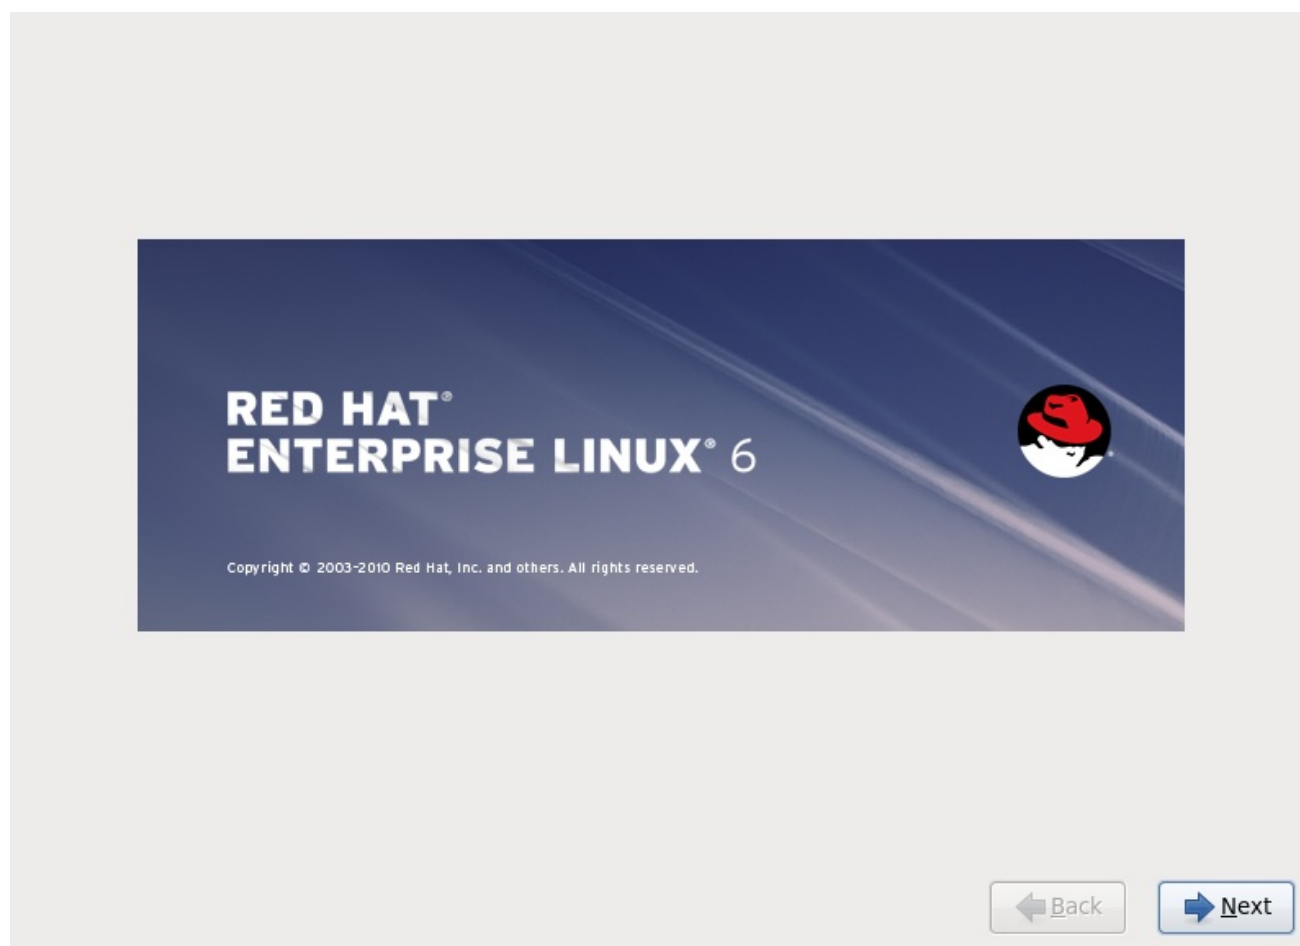 RED HAT®
ENTERPRISE LINUX® 6
Copyright © 2003-2010 Red Hat, Inc. and others. All rights reserved.
Back
Next